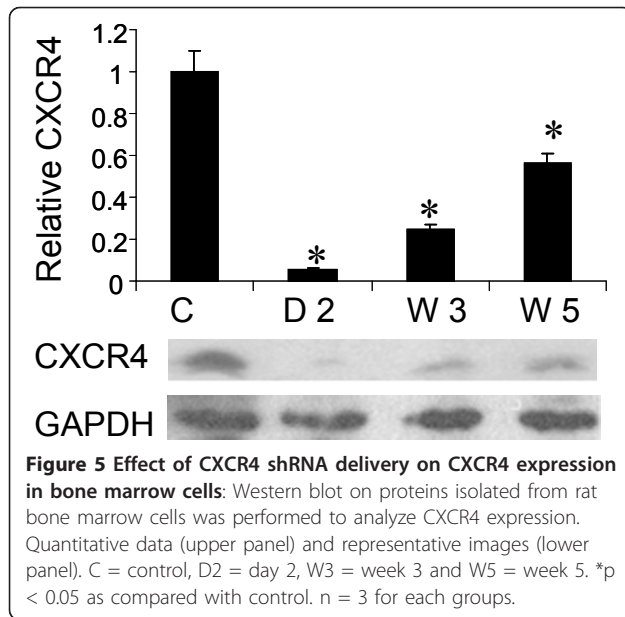 Relative CXCR4
1.2
1
0.8
0.6
0.4
0.2
0
*
*
*
C D 2 W 3 W 5
CXCR4
GAPDH
Figure 5 Effect of CXCR4 shRNA delivery on CXCR4 expression
in bone marrow cells: Western blot on proteins isolated from rat
bone marrow cells was performed to analyze CXCR4 expression.
Quantitative data (upper panel) and representative images (lower
panel). C = control, D2 = day 2, W3 = week 3 and W5 = week 5. *p
< 0.05 as compared with control. n = 3 for each groups.